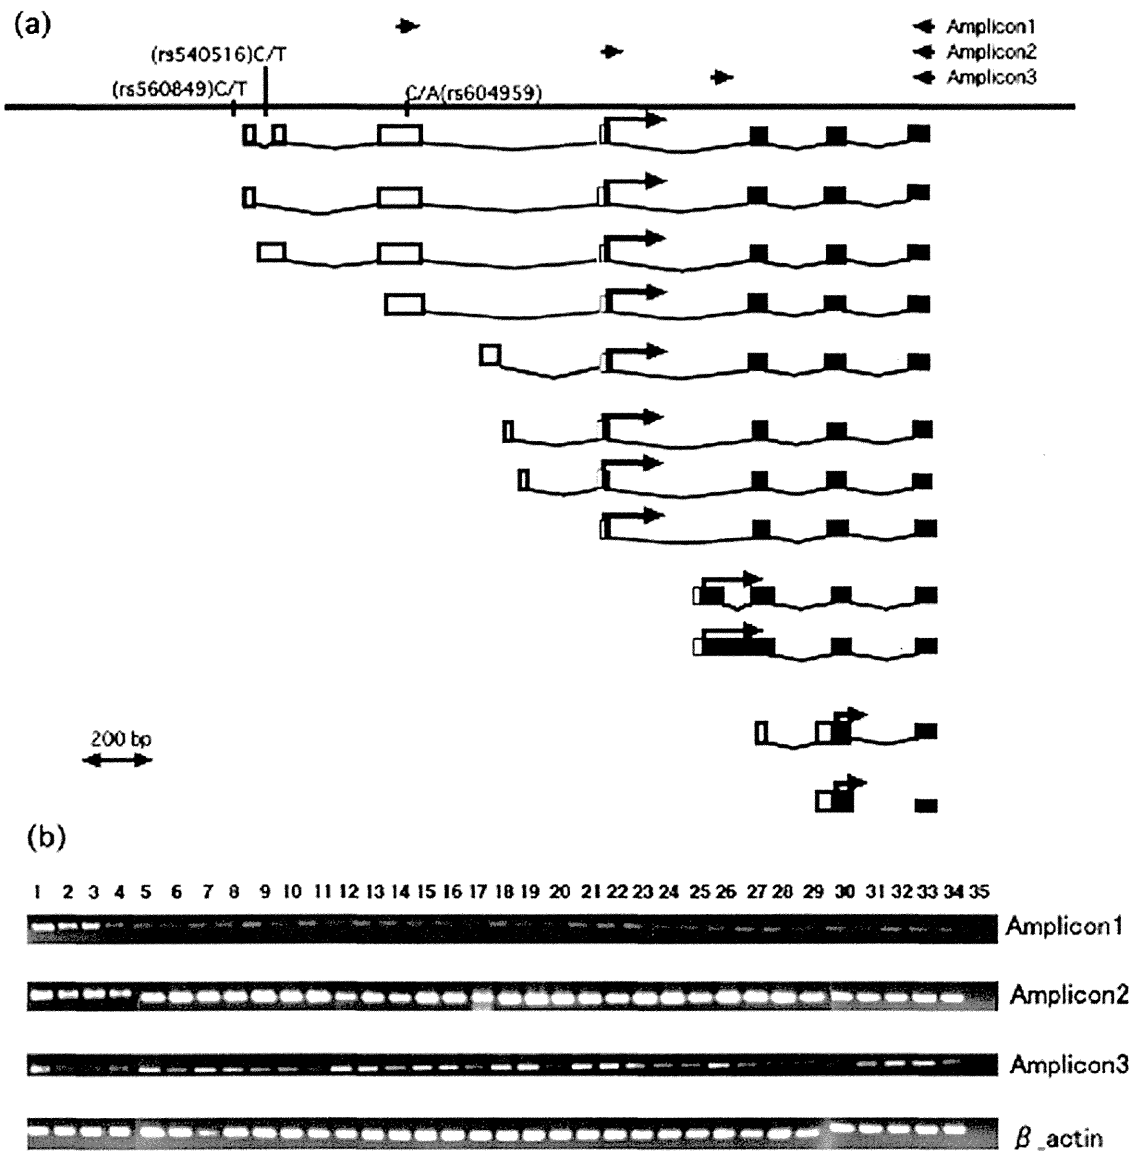 (a)
Amplicon1
(rs540516)C/T
Amplicon2
Amplicon3
(rs560849)C/T
C/A(rs604959)
200 bp
(b)
1 2 3 4 5 6 7 8 9 10 11 12 13 14 15 16 17 18 19 20 21 22 23 24 25 26 27 28 29 30 31 32 33 34 35
Amplicon1
Amplicon2
Amplicon3
β_actin